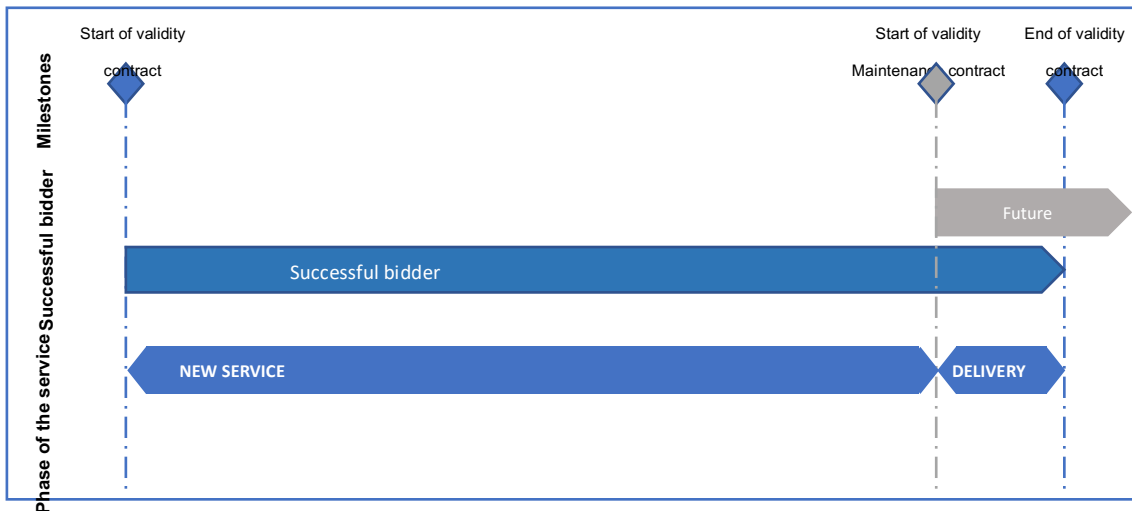 Start of validity
contract
Start of validity
Maintenance contract
End of validity
contract
Milestones
Successful bidder
Phase of the service
Future
Successful bidder
NEW SERVICE
DELIVERY